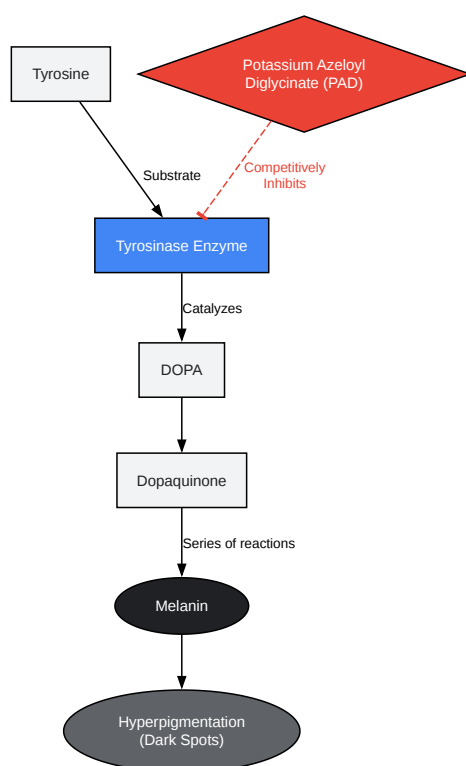 Tyrosine
Potassium Azeloyl
Diglycinate (PAD)
Substrate
Competitively
Inhibits
Tyrosinase Enzyme
Catalyzes
DOPA
Dopaquinone
Series of reactions
Melanin
Hyperpigmentation
(Dark Spots)